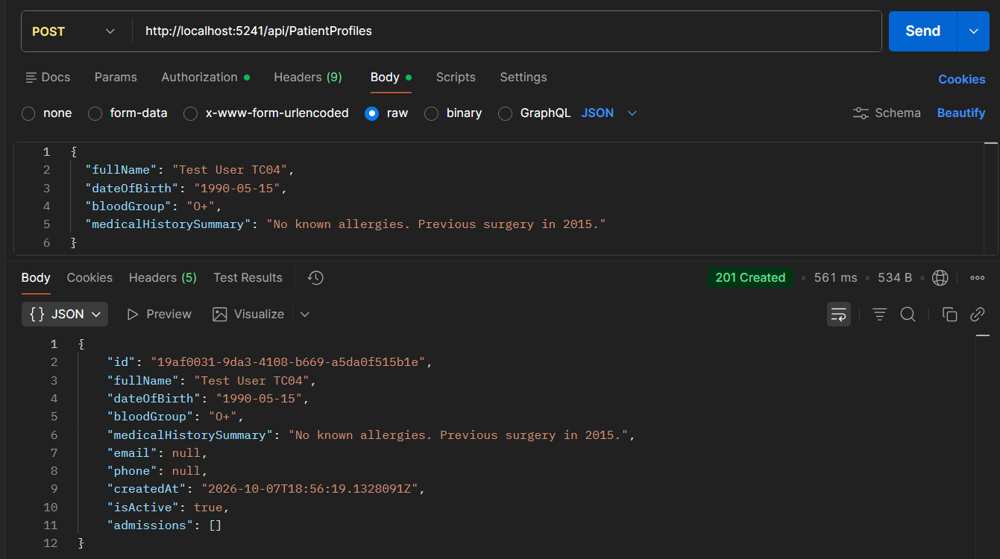 POST http://localhost:5241/api/PatientProfiles Send
Docs Params Authorization Headers (9) Body Scripts Settings Cookies
none form-data x-www-form-urlencoded raw binary GraphQL JSON Schema Beautify
1 {
2 "fullName": "Test User TC04",
3 "dateOfBirth": "1990-05-15",
4 "bloodGroup": "O+",
5 "medicalHistorySummary": "No known allergies. Previous surgery in 2015."
6 }
Body Cookies Headers (5) Test Results 201 Created 561 ms 534 B
{} JSON Preview Visualize
1 {
2 "id": "19af0031-9da3-4108-b669-a5da0f515b1e",
3 "fullName": "Test User TC04",
4 "dateOfBirth": "1990-05-15",
5 "bloodGroup": "O+",
6 "medicalHistorySummary": "No known allergies. Previous surgery in 2015.",
7 "email": null,
8 "phone": null,
9 "createdAt": "2026-10-07T18:56:19.1328091Z",
10 "isActive": true,
11 "admissions": []
12 }